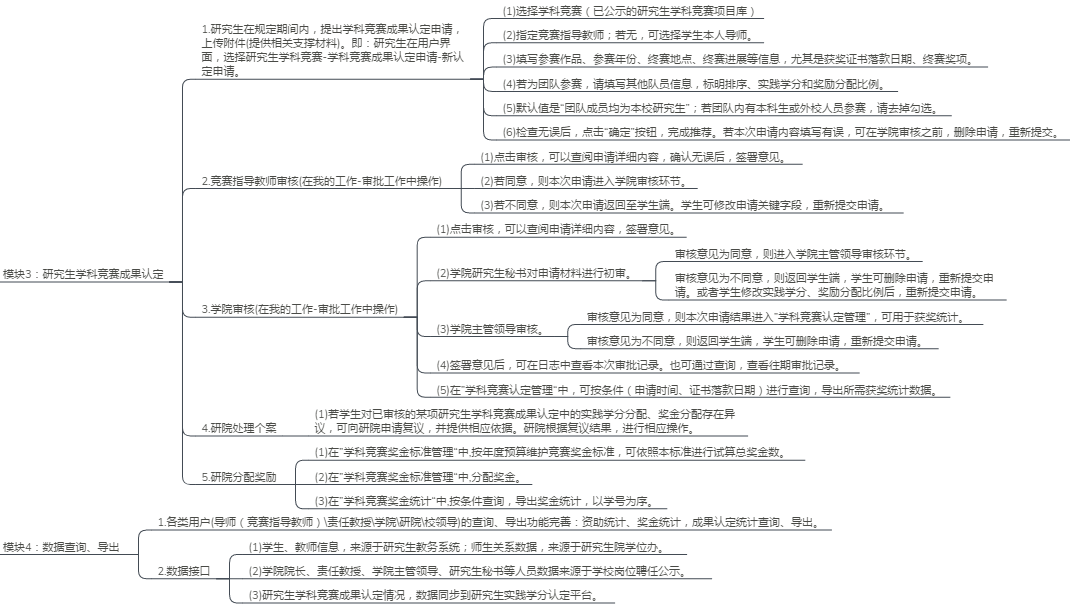 模块3：研究生学科竞赛成果认定
1.研究生在规定期间内，提出学科竞赛成果认定申请，
上传附件(提供相关支撑材料)。即：研究生在用户界
面，选择研究生学科竞赛-学科竞赛成果认定申请-新认
定申请。
(1)选择学科竞赛（已公示的研究生学科竞赛项目库）
(2)指定竞赛指导教师；若无，可选择学生本人导师。
(3)填写参赛作品、参赛年份、终赛地点、终赛进展等信息，尤其是获奖证书落款日期、终赛奖项。
(4)若为团队参赛，请填写其他队员信息，标明排序、实践学分和奖励分配比例。
(5)默认值是“团队成员均为本校研究生”；若团队内有本科生或外校人员参赛，请去掉勾选。
(6)检查无误后，点击“确定”按钮，完成推荐。若本次申请内容填写有误，可在学院审核之前，删除申请，重新提交。
2.竞赛指导教师审核(在我的工作-审批工作中操作)
(1)点击审核，可以查阅申请详细内容，确认无误后，签署意见。
(2)若同意，则本次申请进入学院审核环节。
(3)若不同意，则本次申请返回至学生端。学生可修改申请关键字段，重新提交申请。
3.学院审核(在我的工作-审批工作中操作)
(1)点击审核，可以查阅申请详细内容，签署意见。
(2)学院研究生秘书对申请材料进行初审。
审核意见为同意，则进入学院主管领导审核环节。
审核意见为不同意，则返回学生端，学生可删除申请，重新提交申
请。或者学生修改实践学分、奖励分配比例后，重新提交申请。
(3)学院主管领导审核。
审核意见为同意，则本次申请结果进入“学科竞赛认定管理”，可用于获奖统计。
审核意见为不同意，则返回学生端，学生可删除申请，重新提交申请。
(4)签署意见后，可在日志中查看本次审批记录。也可通过查询，查看往期审批记录。
(5)在“学科竞赛认定管理”中，可按条件（申请时间、证书落款日期）进行查询，导出所需获奖统计数据。
4.研院处理个案
(1)若学生对已审核的某项研究生学科竞赛成果认定中的实践学分分配、奖金分配存在异
议，可向研院申请复议，并提供相应依据。研院根据复议结果，进行相应操作。
5.研院分配奖励
(1)在“学科竞赛奖金标准管理”中,按年度预算维护竞赛奖金标准，可依照本标准进行试算总奖金数。
(2)在“学科竞赛奖金标准管理”中,分配奖金。
(3)在“学科竞赛奖金统计”中,按条件查询，导出奖金统计，以学号为序。
模块4：数据查询、导出
1.各类用户(导师（竞赛指导教师）\责任教授\学院\研院\校领导)的查询、导出功能完善：资助统计、奖金统计，成果认定统计查询、导出。
2.数据接口
(1)学生、教师信息，来源于研究生教务系统；师生关系数据，来源于研究生院学位办。
(2)学院院长、责任教授、学院主管领导、研究生秘书等人员数据来源于学校岗位聘任公示。
(3)研究生学科竞赛成果认定情况，数据同步到研究生实践学分认定平台。